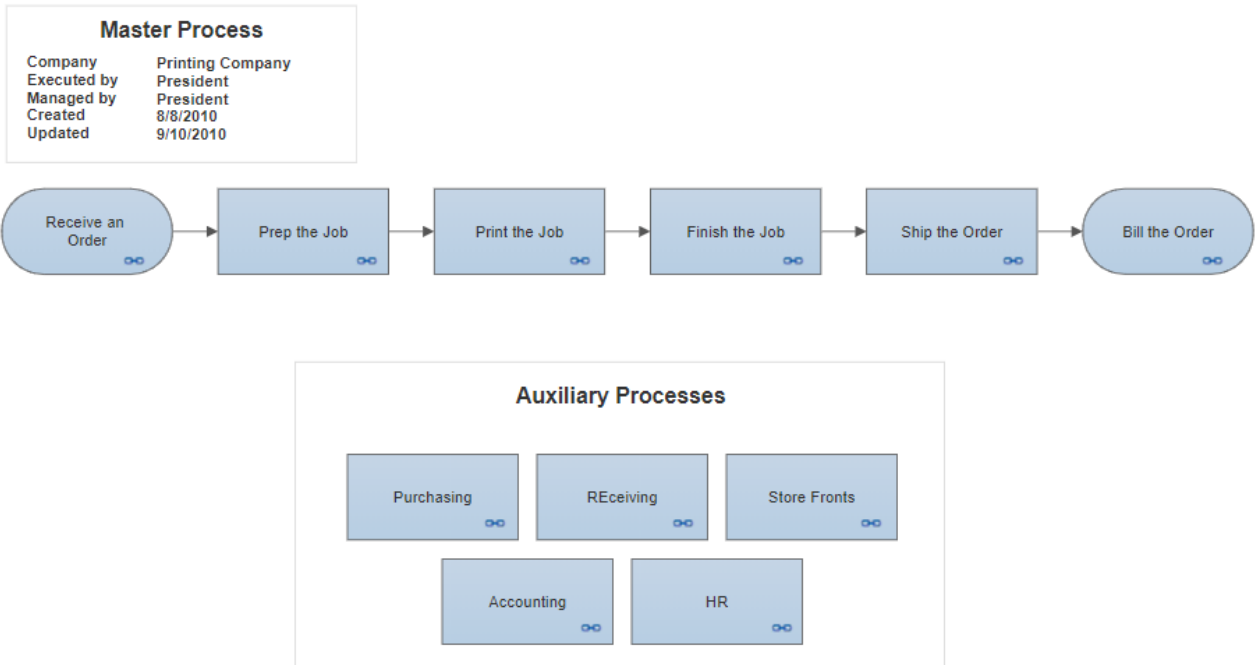 Master Process
Company Printing Company
Executed by President
Managed by President
Created 8/8/2010
Updated 9/10/2010
Receive an
Order
Prep the Job
Print the Job
Finish the Job
Ship the Order
Bill the Order
Auxiliary Processes
Purchasing
REceiving
Store Fronts
Accounting
HR